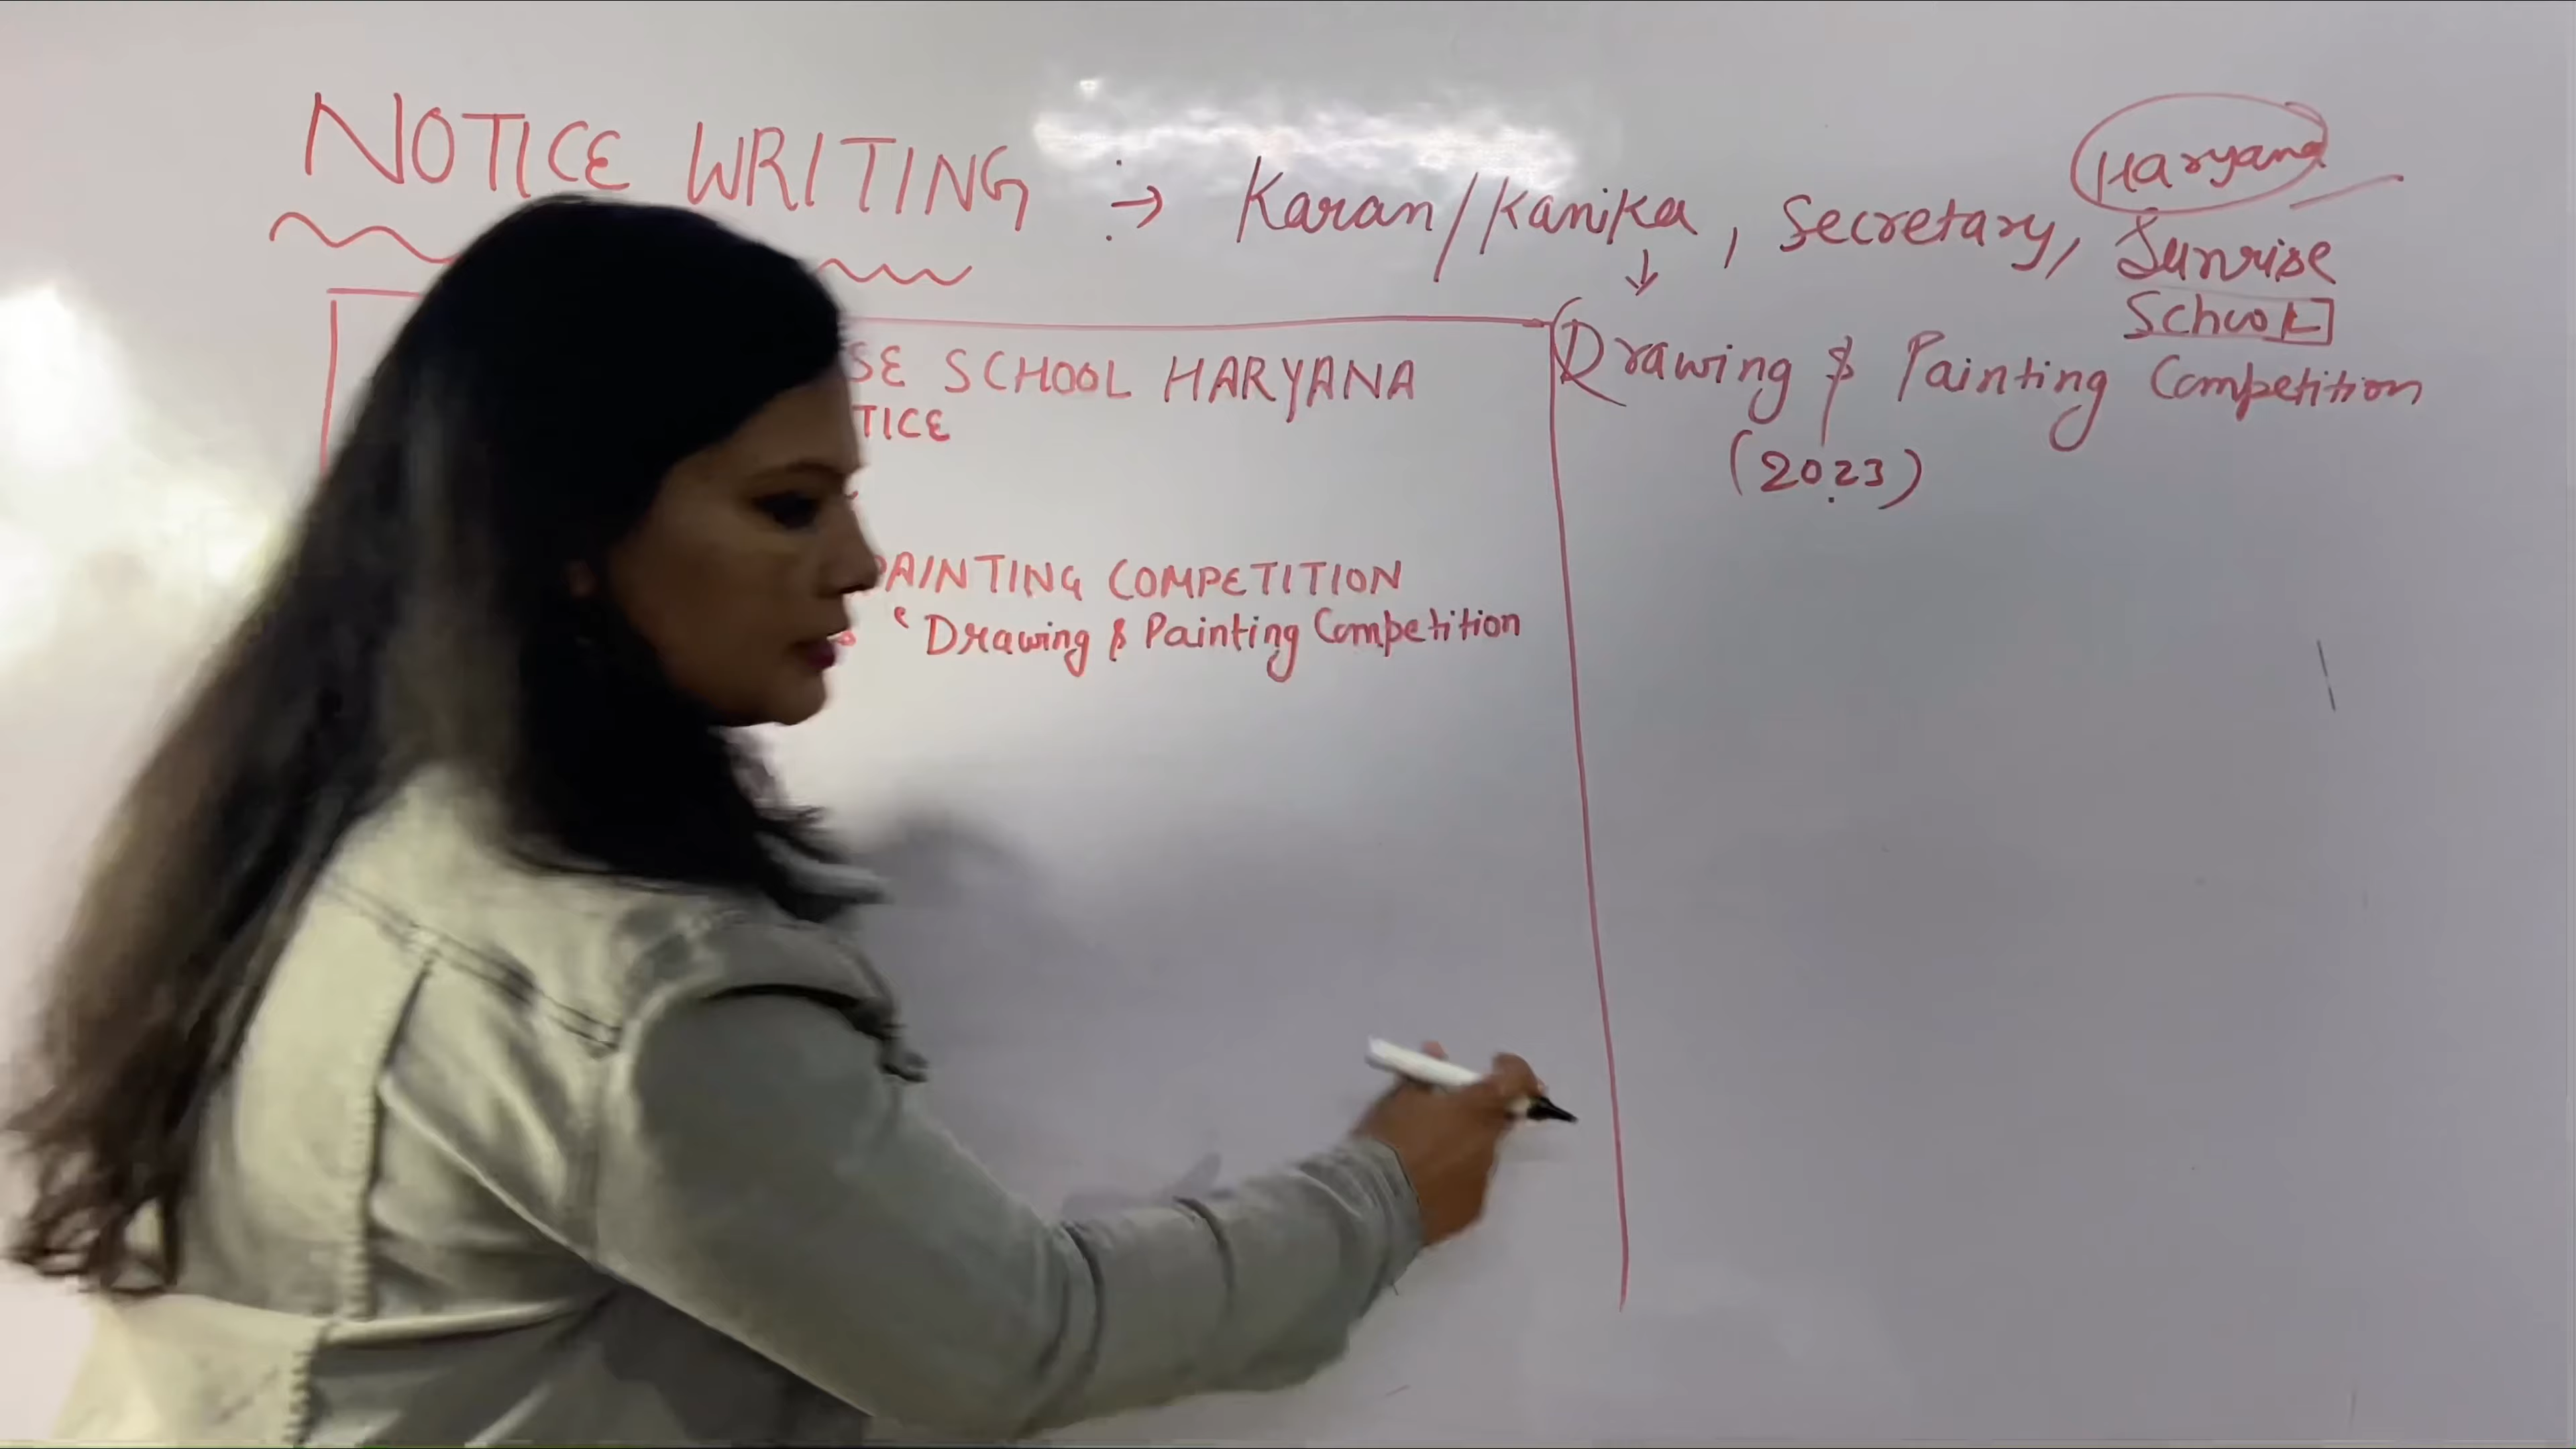 NOTICE WRITING :→ Karan/Kanika, Secretary, Sunrise School
Haryana
↓
Drawing & Painting Competition
(2023)
SE SCHOOL HARYANA
TICE
PAINTING COMPETITION
" Drawing & Painting Competition